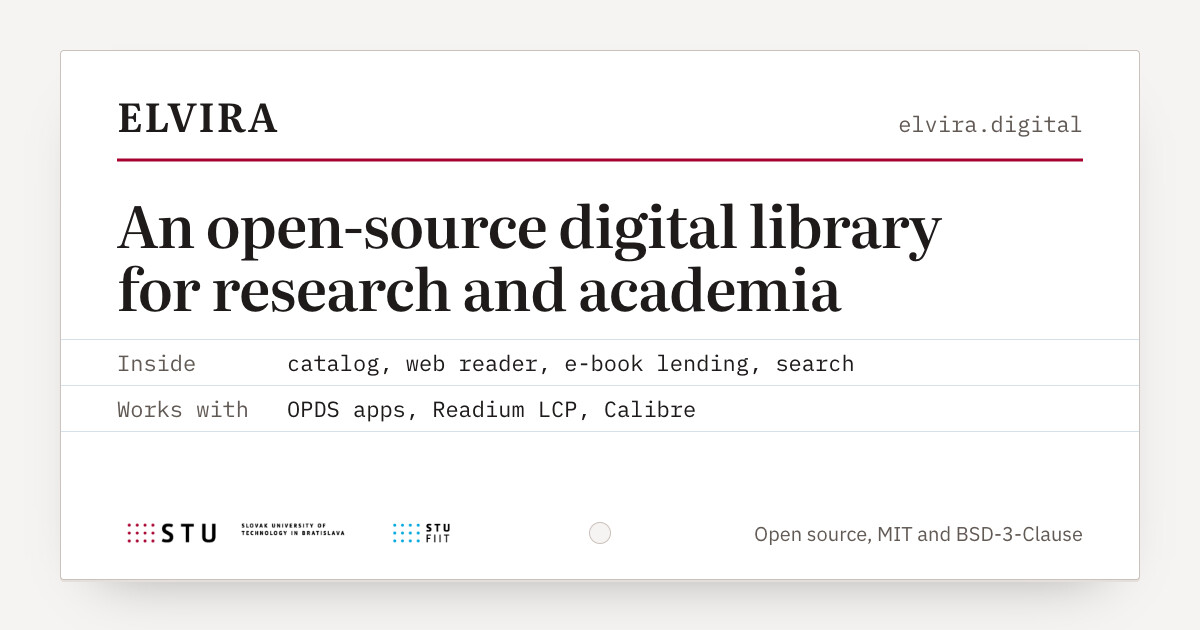 ELVIRA
elvira.digital
An open-source digital library
for research and academia
Inside catalog, web reader, e-book lending, search
Works with OPDS apps, Readium LCP, Calibre
STU
SLOVAK UNIVERSITY OF
TECHNOLOGY IN BRATISLAVA
STU
FIIT
Open source, MIT and BSD-3-Clause